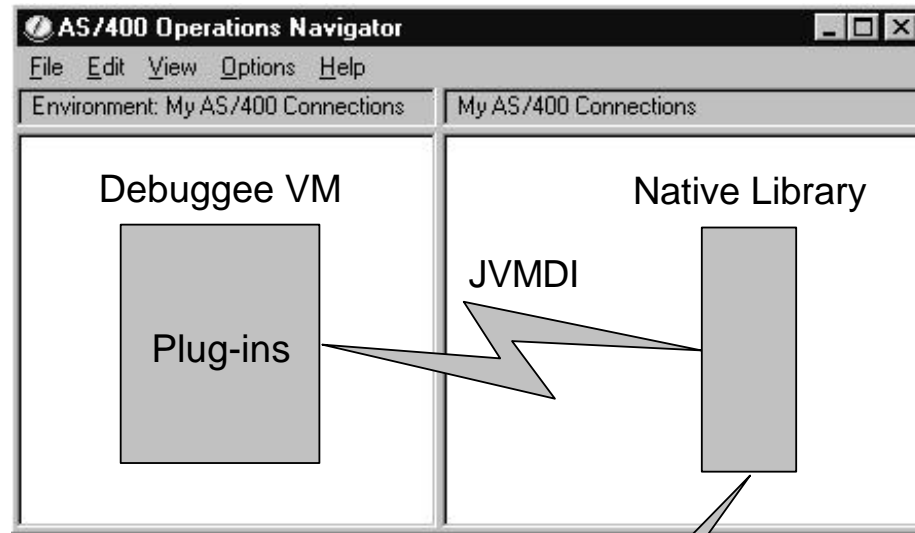 AS/400 Operations Navigator
File Edit View Options Help
Environment: My AS/400 Connections
My AS/400 Connections
Debuggee VM
Native Library
JVMDI
Plug-ins